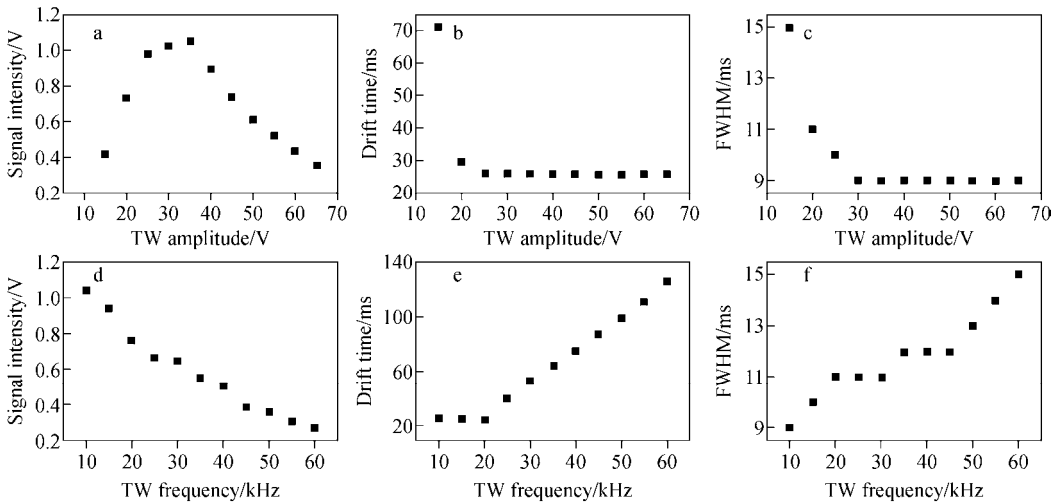 a
Signal intensity/V
1.2
1.0
0.8
0.6
0.4
0.2
10 20 30 40 50 60 70
TW amplitude/V
b
Drift time/ms
70
60
50
40
30
20
10 20 30 40 50 60 70
TW amplitude/V
c
FWHM/ms
15
13
11
9
10 20 30 40 50 60 70
TW amplitude/V
d
Signal intensity/V
1.2
1.0
0.8
0.6
0.4
0.2
10 20 30 40 50 60
TW frequency/kHz
e
Drift time/ms
140
100
60
20
10 20 30 40 50 60
TW frequency/kHz
f
FWHM/ms
15
13
11
9
10 20 30 40 50 60
TW frequency/kHz